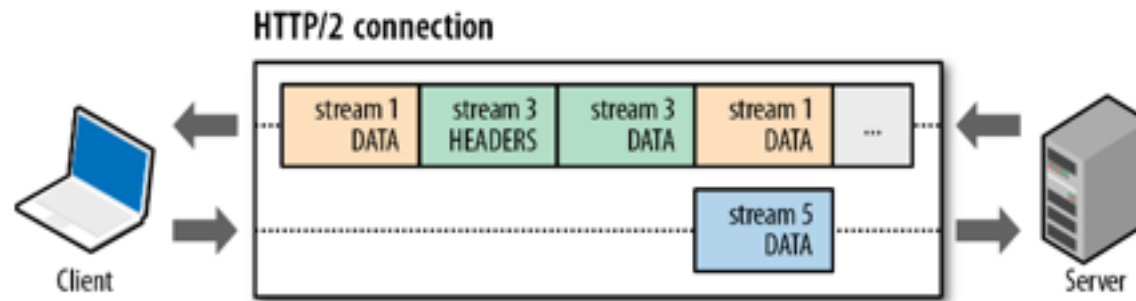 HTTP/2 connection
stream 1
DATA
stream 3
HEADERS
stream 3
DATA
stream 1
DATA
...
stream 5
DATA
Client
Server